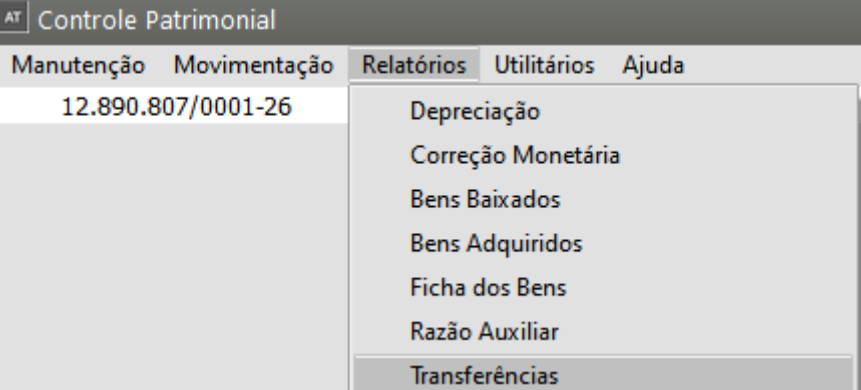 AT Controle Patrimonial
Manutenção Movimentação Relatórios Utilitários Ajuda
12.890.807/0001-26
Depreciação
Correção Monetária
Bens Baixados
Bens Adquiridos
Ficha dos Bens
Razão Auxiliar
Transferências